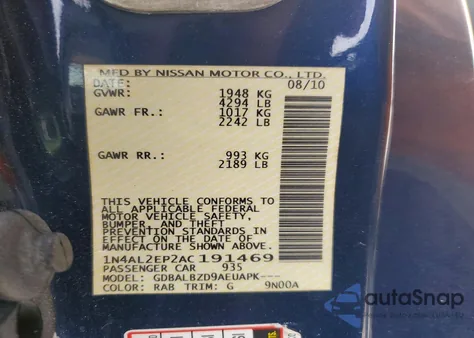 MFD BY NISSAN MOTOR CO., LTD.
DATE: 08/10
GVWR: 1948 KG
4294 LB
GAWR FR.: 1017 KG
2242 LB
GAWR RR.: 993 KG
2189 LB
THIS VEHICLE CONFORMS TO
ALL APPLICABLE FEDERAL
MOTOR VEHICLE SAFETY,
BUMPER, AND THEFT
PREVENTION STANDARDS IN
EFFECT ON THE DATE OF
MANUFACTURE SHOWN ABOVE.
1N4AL2EP2AC191469
PASSENGER CAR 935
MODEL: GDBALBZD9AEUAPK---
COLOR: RAB TRIM: G 9N00A
autoSnap